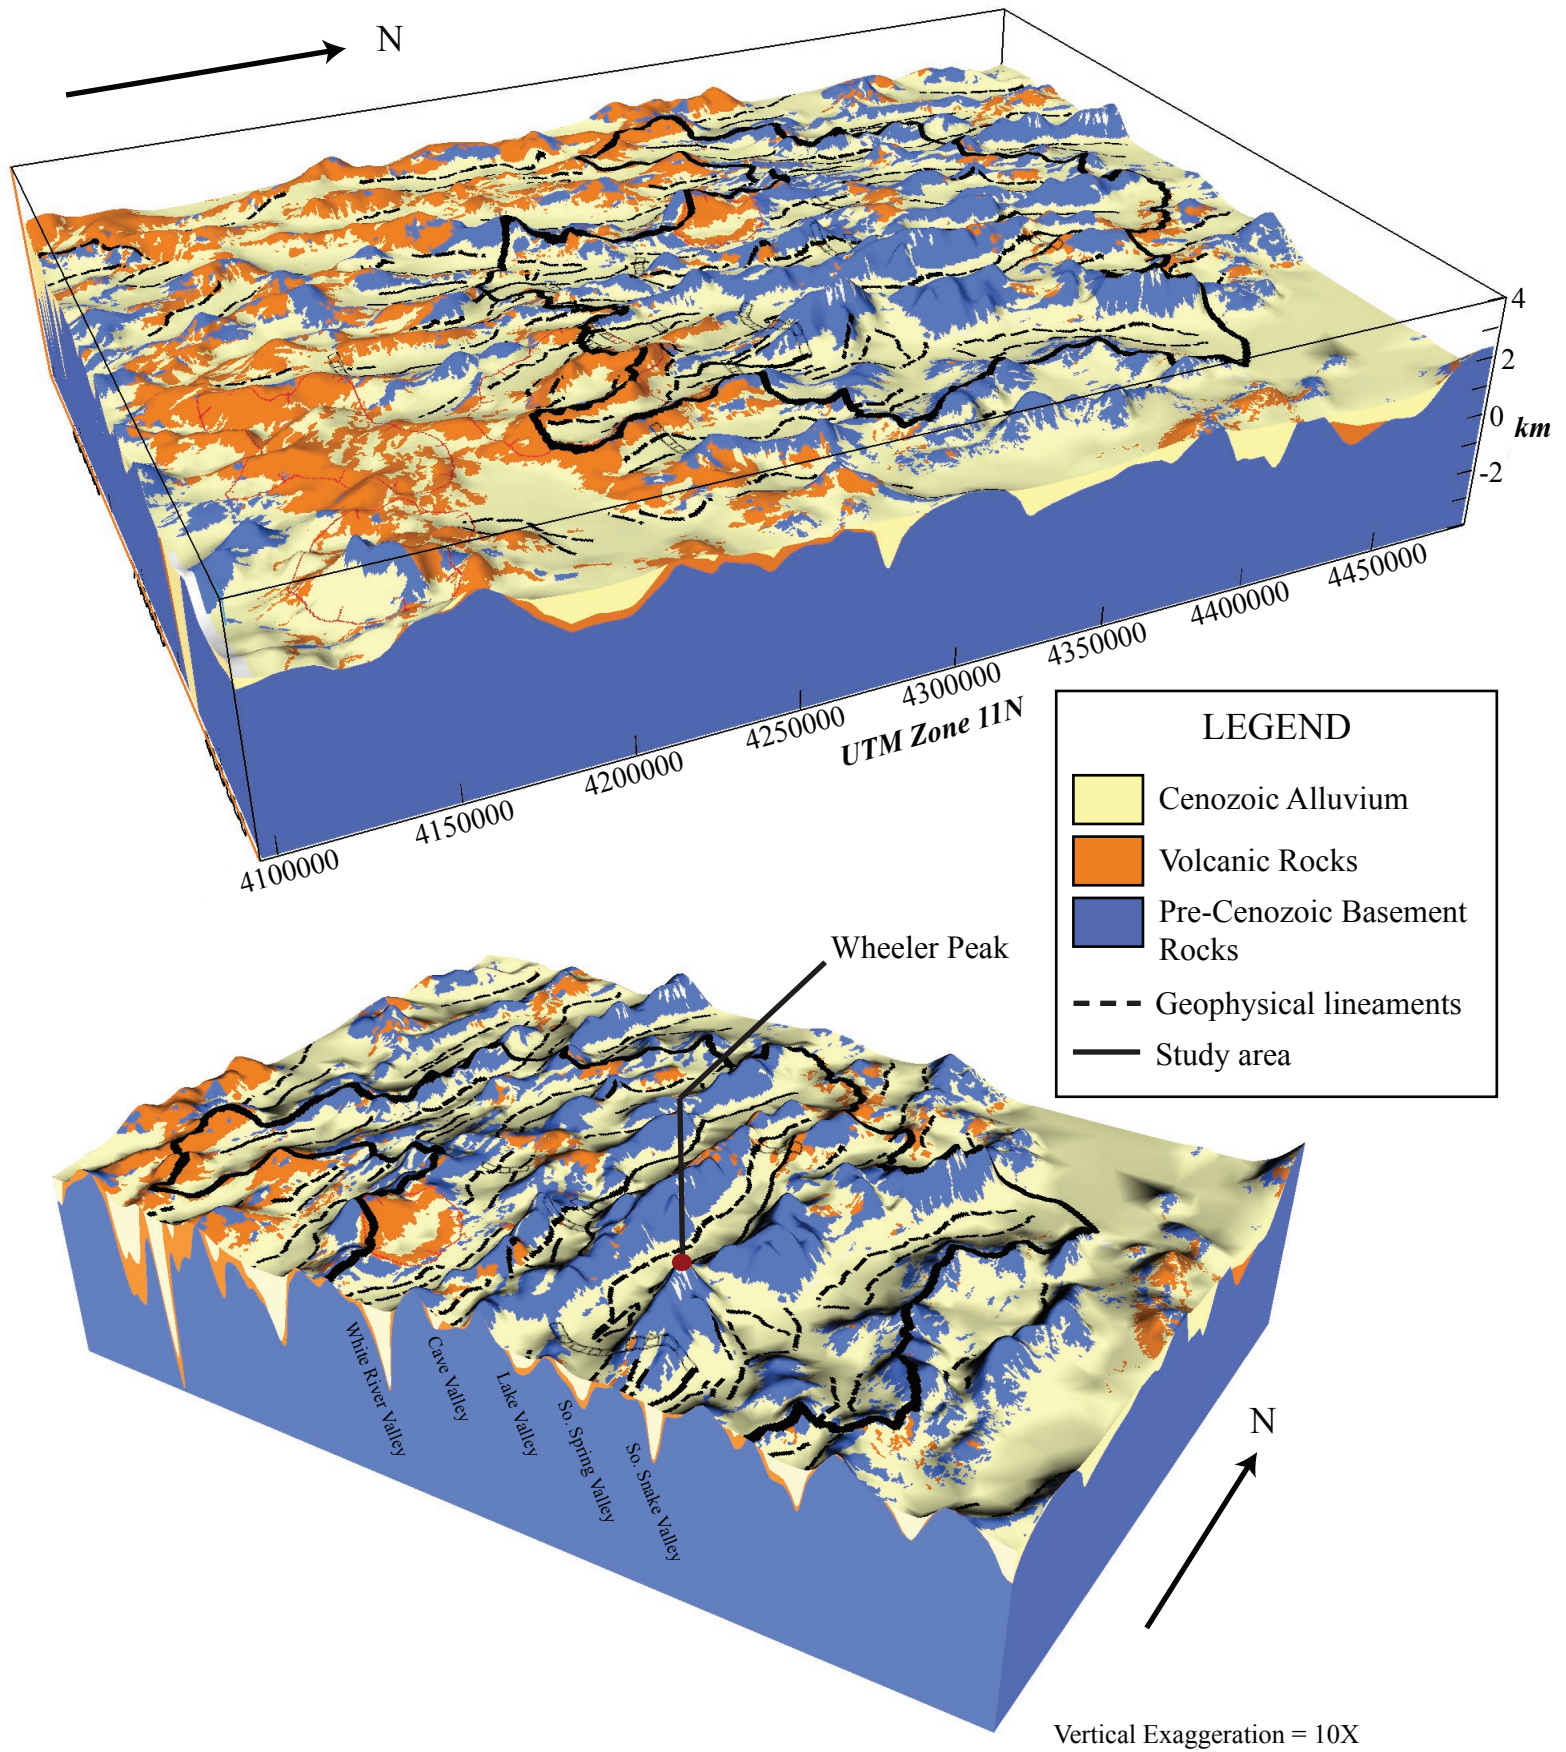 N
4
2
0
km
-2
4450000
4400000
4350000
4300000
4250000
4200000
4150000
4100000
UTM Zone 11N
LEGEND
Cenozoic Alluvium
Volcanic Rocks
Pre-Cenozoic Basement
Rocks
Geophysical lineaments
Study area
Wheeler Peak
White River Valley
Cave Valley
Lake Valley
So. Spring Valley
So. Snake Valley
N
Vertical Exaggeration = 10X